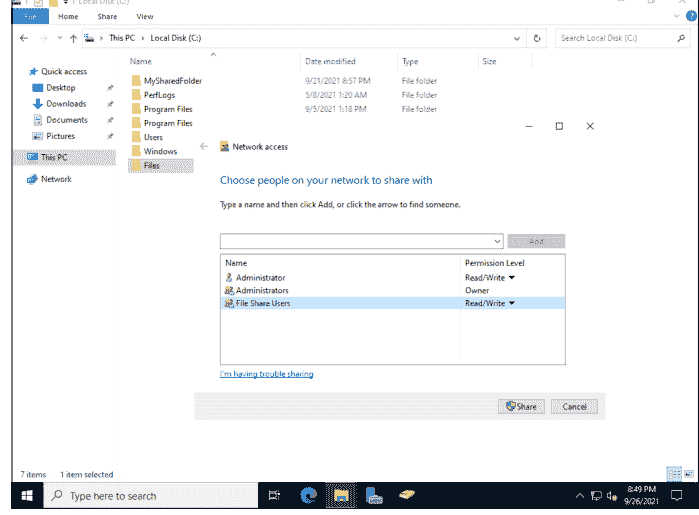 Local Disk (C:)
File Home Share View
This PC > Local Disk (C:)
Search Local Disk (C:)
Name Date modified Type Size
Quick access
Desktop
Downloads
Documents
Pictures
This PC
Network
MySharedFolder 9/21/2021 8:57 PM File folder
PerfLogs 5/8/2021 1:20 AM File folder
Program Files 9/5/2021 1:18 PM File folder
Program Files
Users
Windows
Files
Network access
Choose people on your network to share with
Type a name and then click Add, or click the arrow to find someone.
Add
Name Permission Level
Administrator Read/Write
Administrators Owner
File Share Users Read/Write
I'm having trouble sharing
Share Cancel
7 items 1 item selected
Type here to search
8:49 PM
9/26/2021